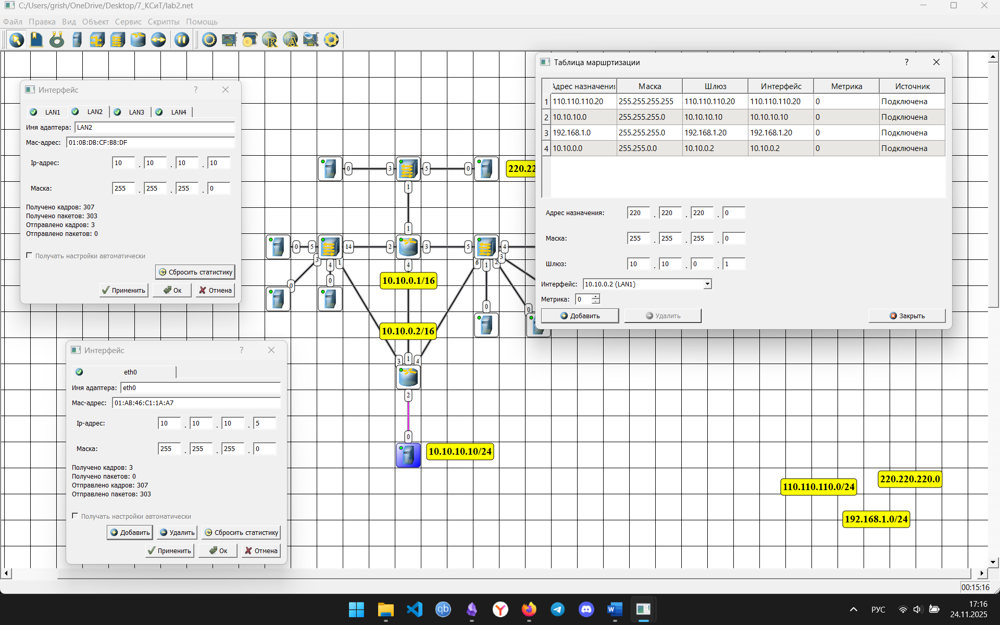 C:/Users/grish/OneDrive/Desktop/7_КСиТ/lab2.net
Файл Правка Вид Объект Сервис Скрипты Помощь
Интерфейс ?
LAN1 LAN2 LAN3 LAN4
Имя адаптера: LAN2
Мас-адрес: 01:0B:DB:CF:B8:DF
Ip-адрес: 10 . 10 . 10 . 10
Маска: 255 . 255 . 255 . 0
Получено кадров: 307
Получено пакетов: 303
Отправлено кадров: 3
Отправлено пакетов: 0
Получать настройки автоматически
Сбросить статистику
Применить Ок Отмена
Таблица маршртизации ?
Адрес назначения Маска Шлюз Интерфейс Метрика Источник
1 110.110.110.20 255.255.255.255 110.110.110.20 110.110.110.20 0 Подключена
2 10.10.10.0 255.255.255.0 10.10.10.10 10.10.10.10 0 Подключена
3 192.168.1.0 255.255.255.0 192.168.1.20 192.168.1.20 0 Подключена
4 10.10.0.0 255.255.0.0 10.10.0.2 10.10.0.2 0 Подключена
Адрес назначения: 220 . 220 . 220 . 0
Маска: 255 . 255 . 255 . 0
Шлюз: 10 . 10 . 0 . 1
Интерфейс: 10.10.0.2 (LAN1)
Метрика: 0
Добавить Удалить Закрыть
0 3 5 0 220.22
1
1
0 5 14 2 3 5 4
3 4 1 4 6 1 2 3
0 0 10.10.0.1/16
0 0
10.10.0.2/16
3 1 4
2
0
10.10.10.10/24
Интерфейс ?
eth0
Имя адаптера: eth0
Мас-адрес: 01:AB:46:C1:1A:A7
Ip-адрес: 10 . 10 . 10 . 5
Маска: 255 . 255 . 255 . 0
Получено кадров: 3
Получено пакетов: 0
Отправлено кадров: 307
Отправлено пакетов: 303
Получать настройки автоматически
Добавить Удалить Сбросить статистику
Применить Ок Отмена
110.110.110.0/24
220.220.220.0
192.168.1.0/24
00:15:16
qb
РУС
17:16
24.11.2025